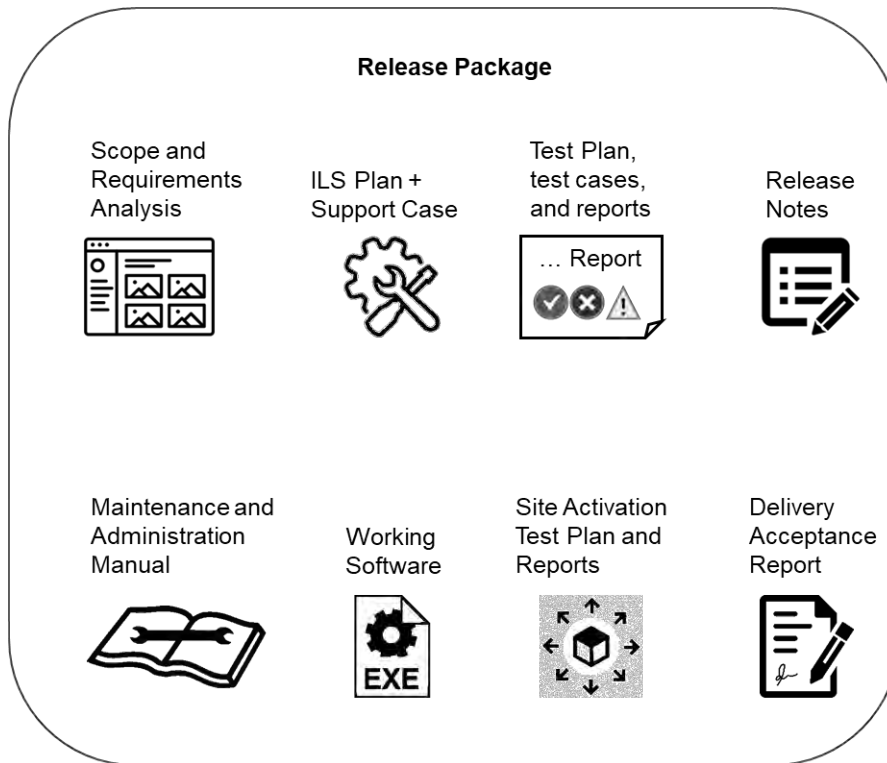 Release Package
Scope and
Requirements
Analysis
ILS Plan +
Support Case
Test Plan,
test cases,
and reports
… Report
Release
Notes
Maintenance and
Administration
Manual
Working
Software
EXE
Site Activation
Test Plan and
Reports
Delivery
Acceptance
Report